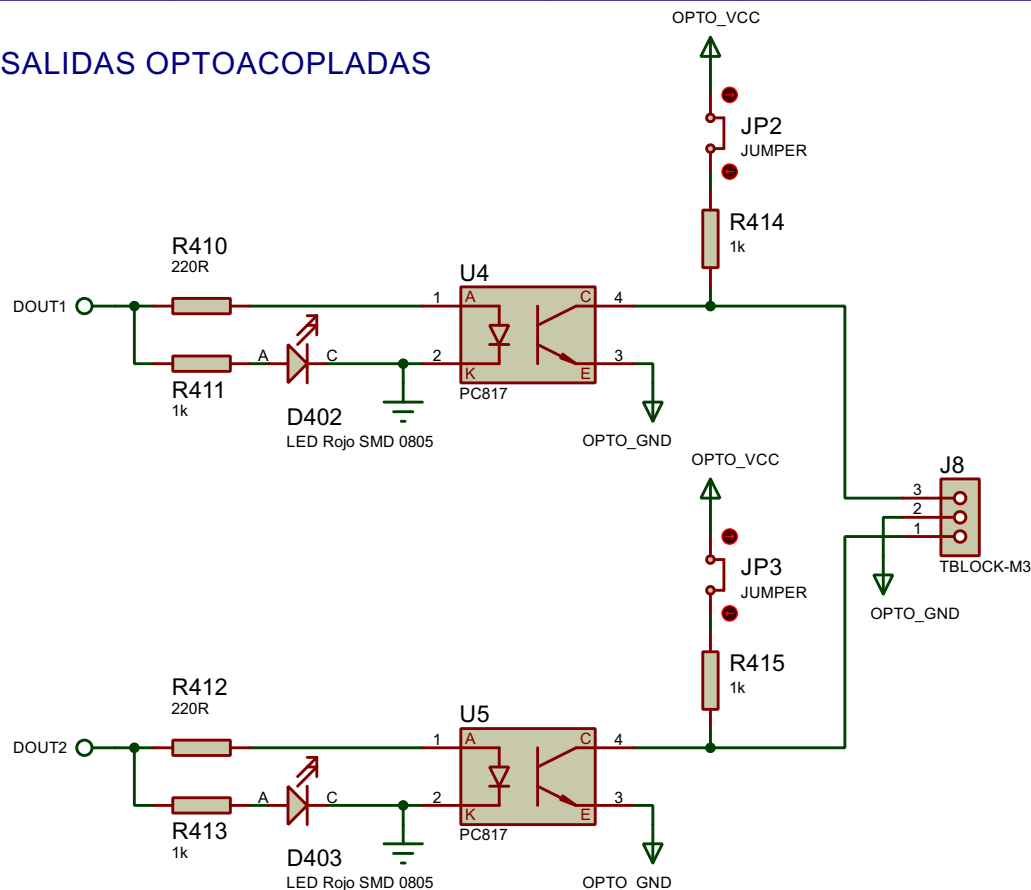 SALIDAS OPTOACOPLADAS
OPTO_VCC
JP2
JUMPER
R414
1k
R410
220R
DOUT1
R411
1k
A
C
D402
LED Rojo SMD 0805
U4
1
A
C
4
2
K
E
3
PC817
OPTO_GND
OPTO_VCC
JP3
JUMPER
R415
1k
J8
3
2
1
TBLOCK-M3
OPTO_GND
R412
220R
DOUT2
R413
1k
A
C
D403
LED Rojo SMD 0805
U5
1
A
C
4
2
K
E
3
PC817
OPTO_GND